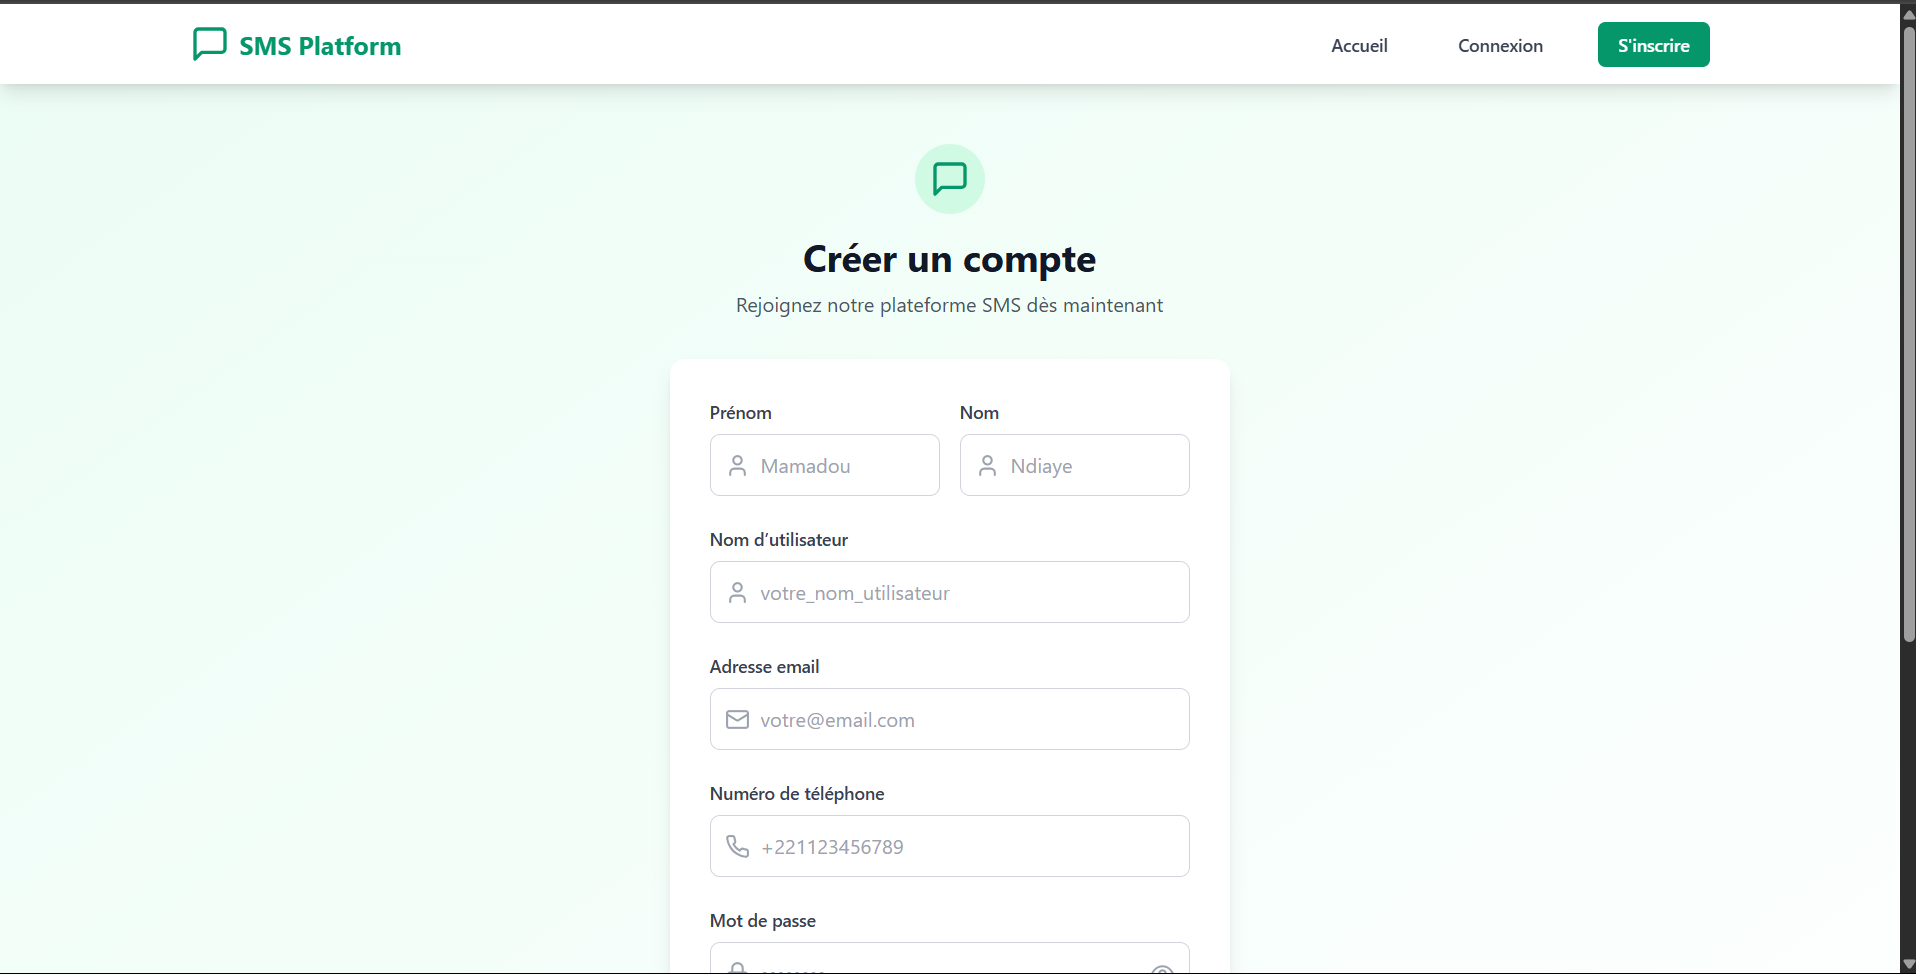 SMS Platform
Accueil
Connexion
S'inscrire
Créer un compte
Rejoignez notre plateforme SMS dès maintenant
Prénom
Nom
Mamadou
Ndiaye
Nom d’utilisateur
votre_nom_utilisateur
Adresse email
votre@email.com
Numéro de téléphone
+221123456789
Mot de passe